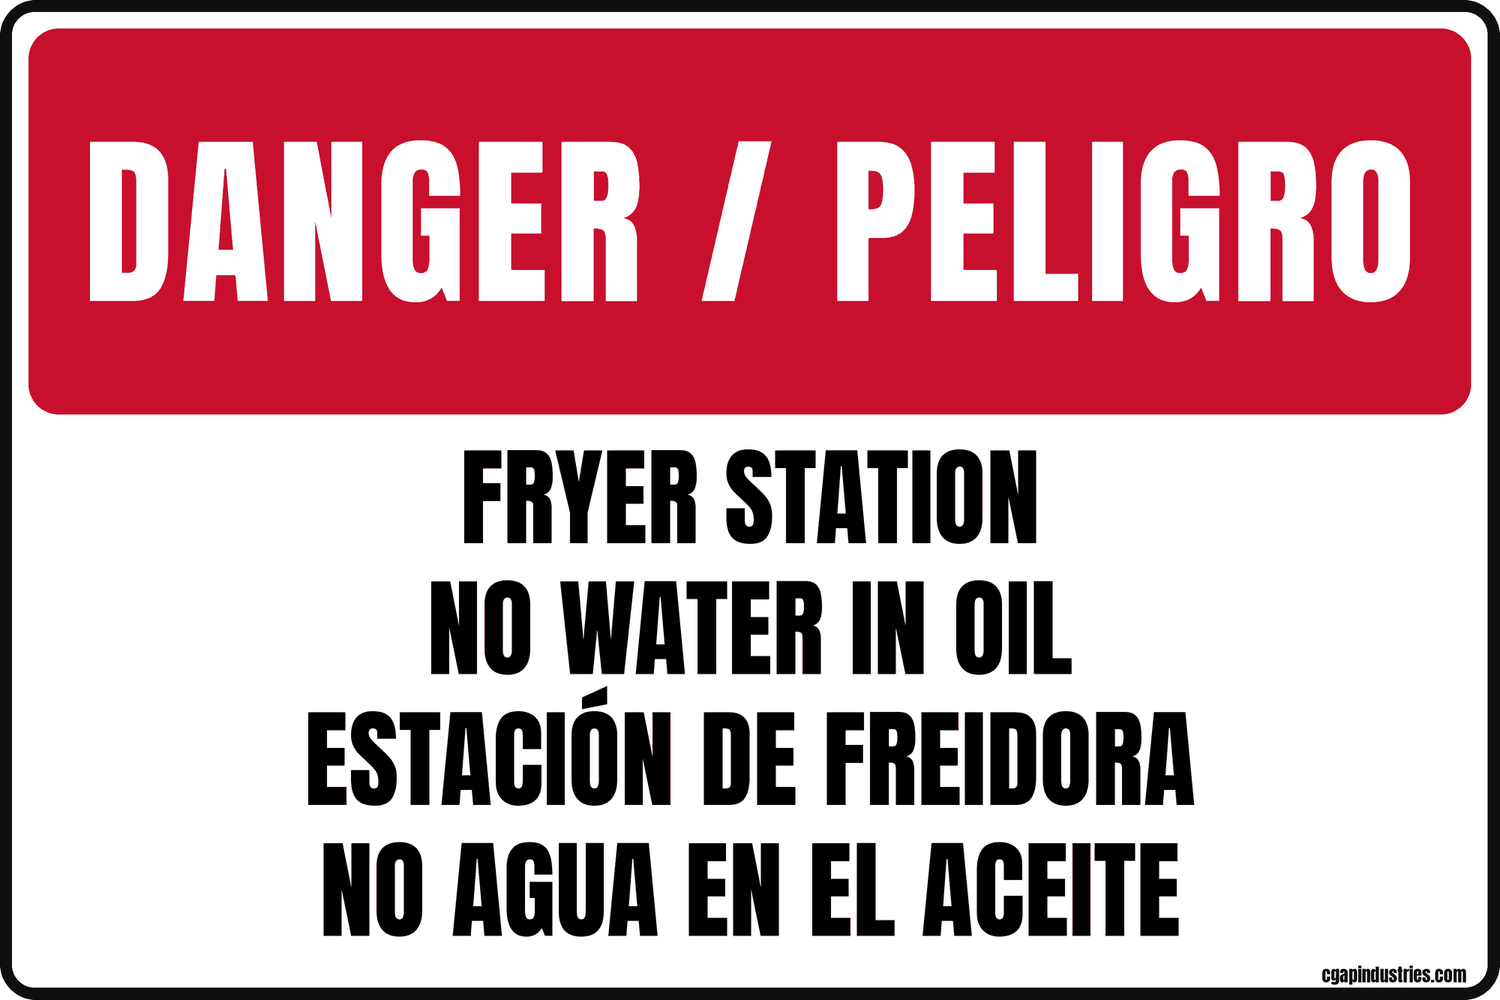 DANGER / PELIGRO
FRYER STATION
NO WATER IN OIL
ESTACIÓN DE FREIDORA
NO AGUA EN EL ACEITE
cgapindustries.com